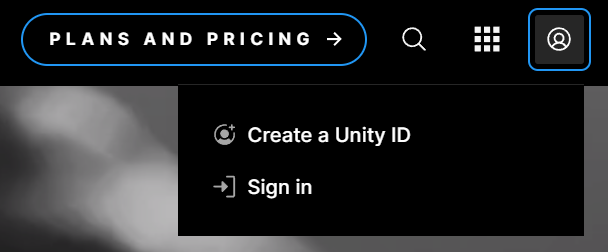 PLANS AND PRICING →
Create a Unity ID
Sign in